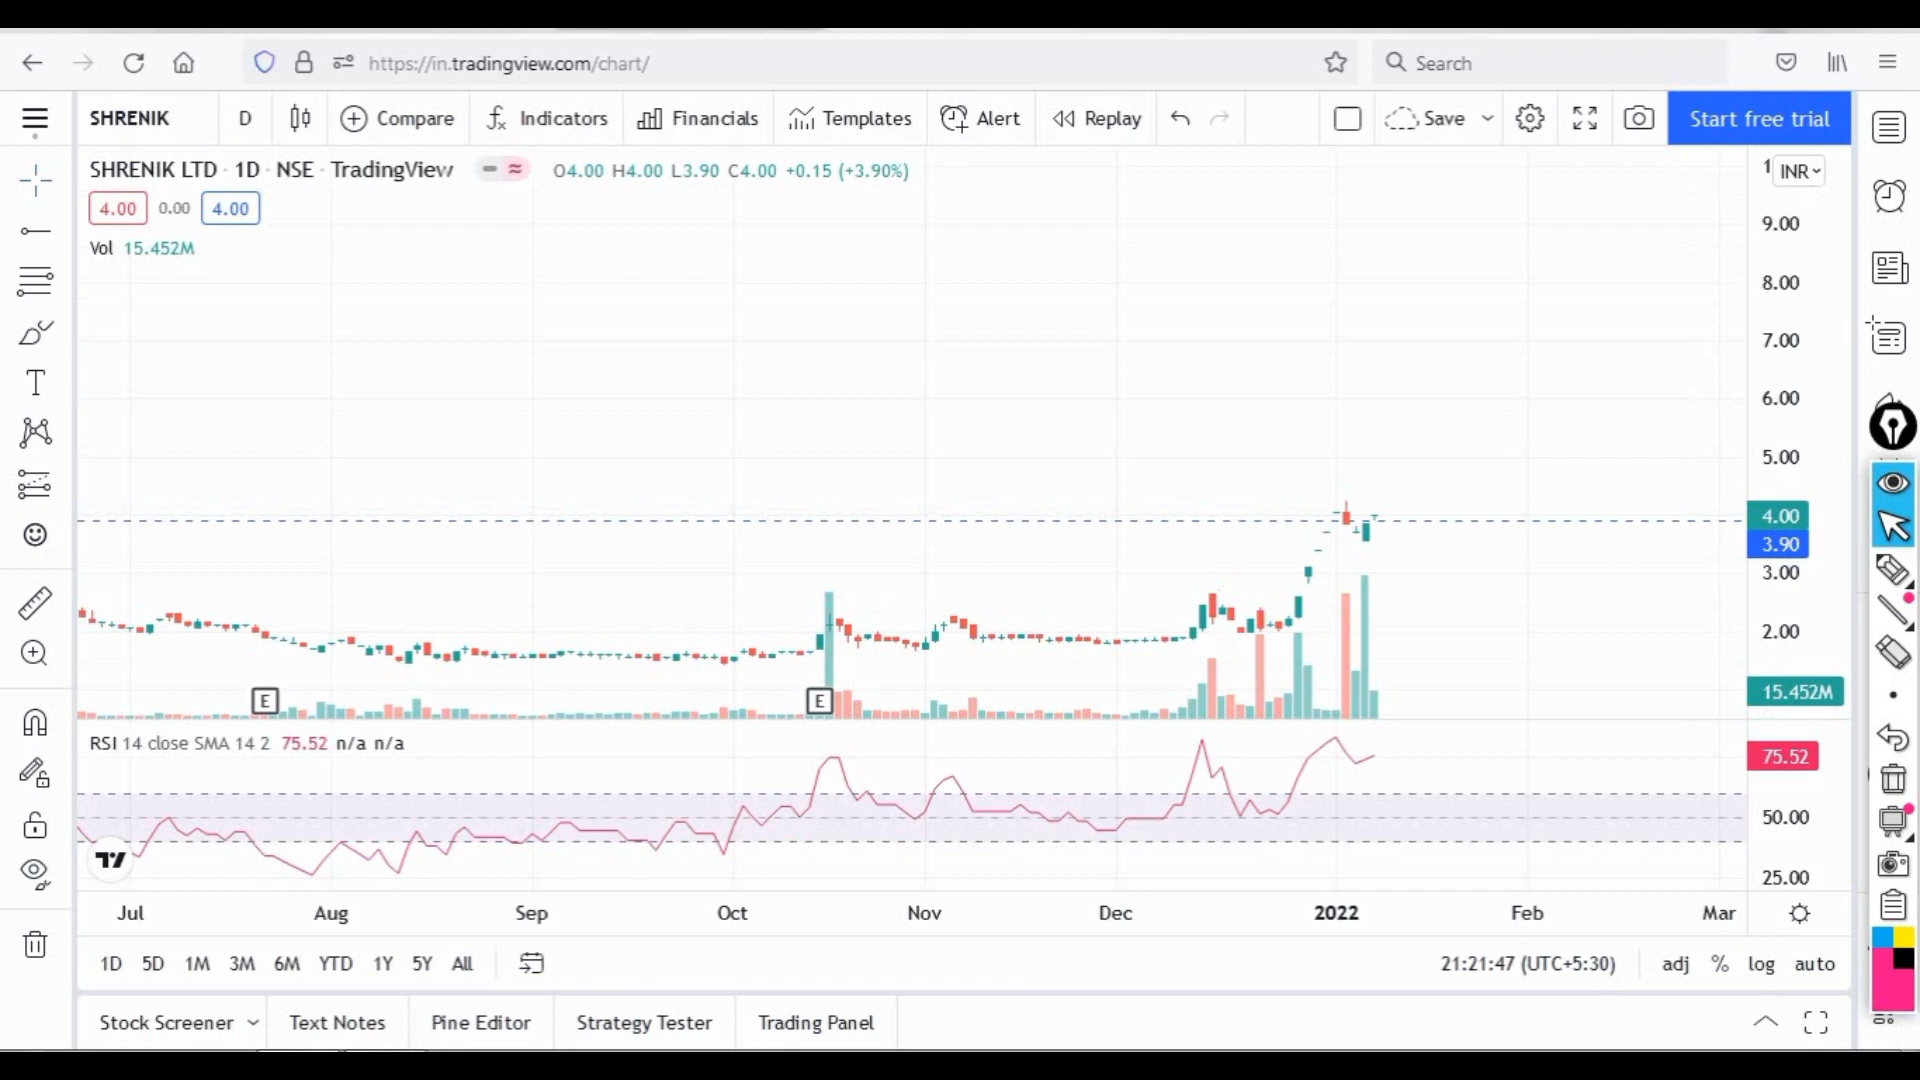 https://in.tradingview.com/chart/
Search
SHRENIK
D
Compare
Indicators
Financials
Templates
Alert
Replay
Save
Start free trial
SHRENIK LTD · 1D · NSE · TradingView
O4.00 H4.00 L3.90 C4.00 +0.15 (+3.90%)
INR
4.00 0.00 4.00
Vol 15.452M
9.00
8.00
7.00
6.00
5.00
4.00
3.90
3.00
2.00
15.452M
E
E
RSI 14 close SMA 14 2 75.52 n/a n/a
75.52
50.00
25.00
Jul Aug Sep Oct Nov Dec 2022 Feb Mar
1D 5D 1M 3M 6M YTD 1Y 5Y All
21:21:47 (UTC+5:30)
adj % log auto
Stock Screener
Text Notes
Pine Editor
Strategy Tester
Trading Panel